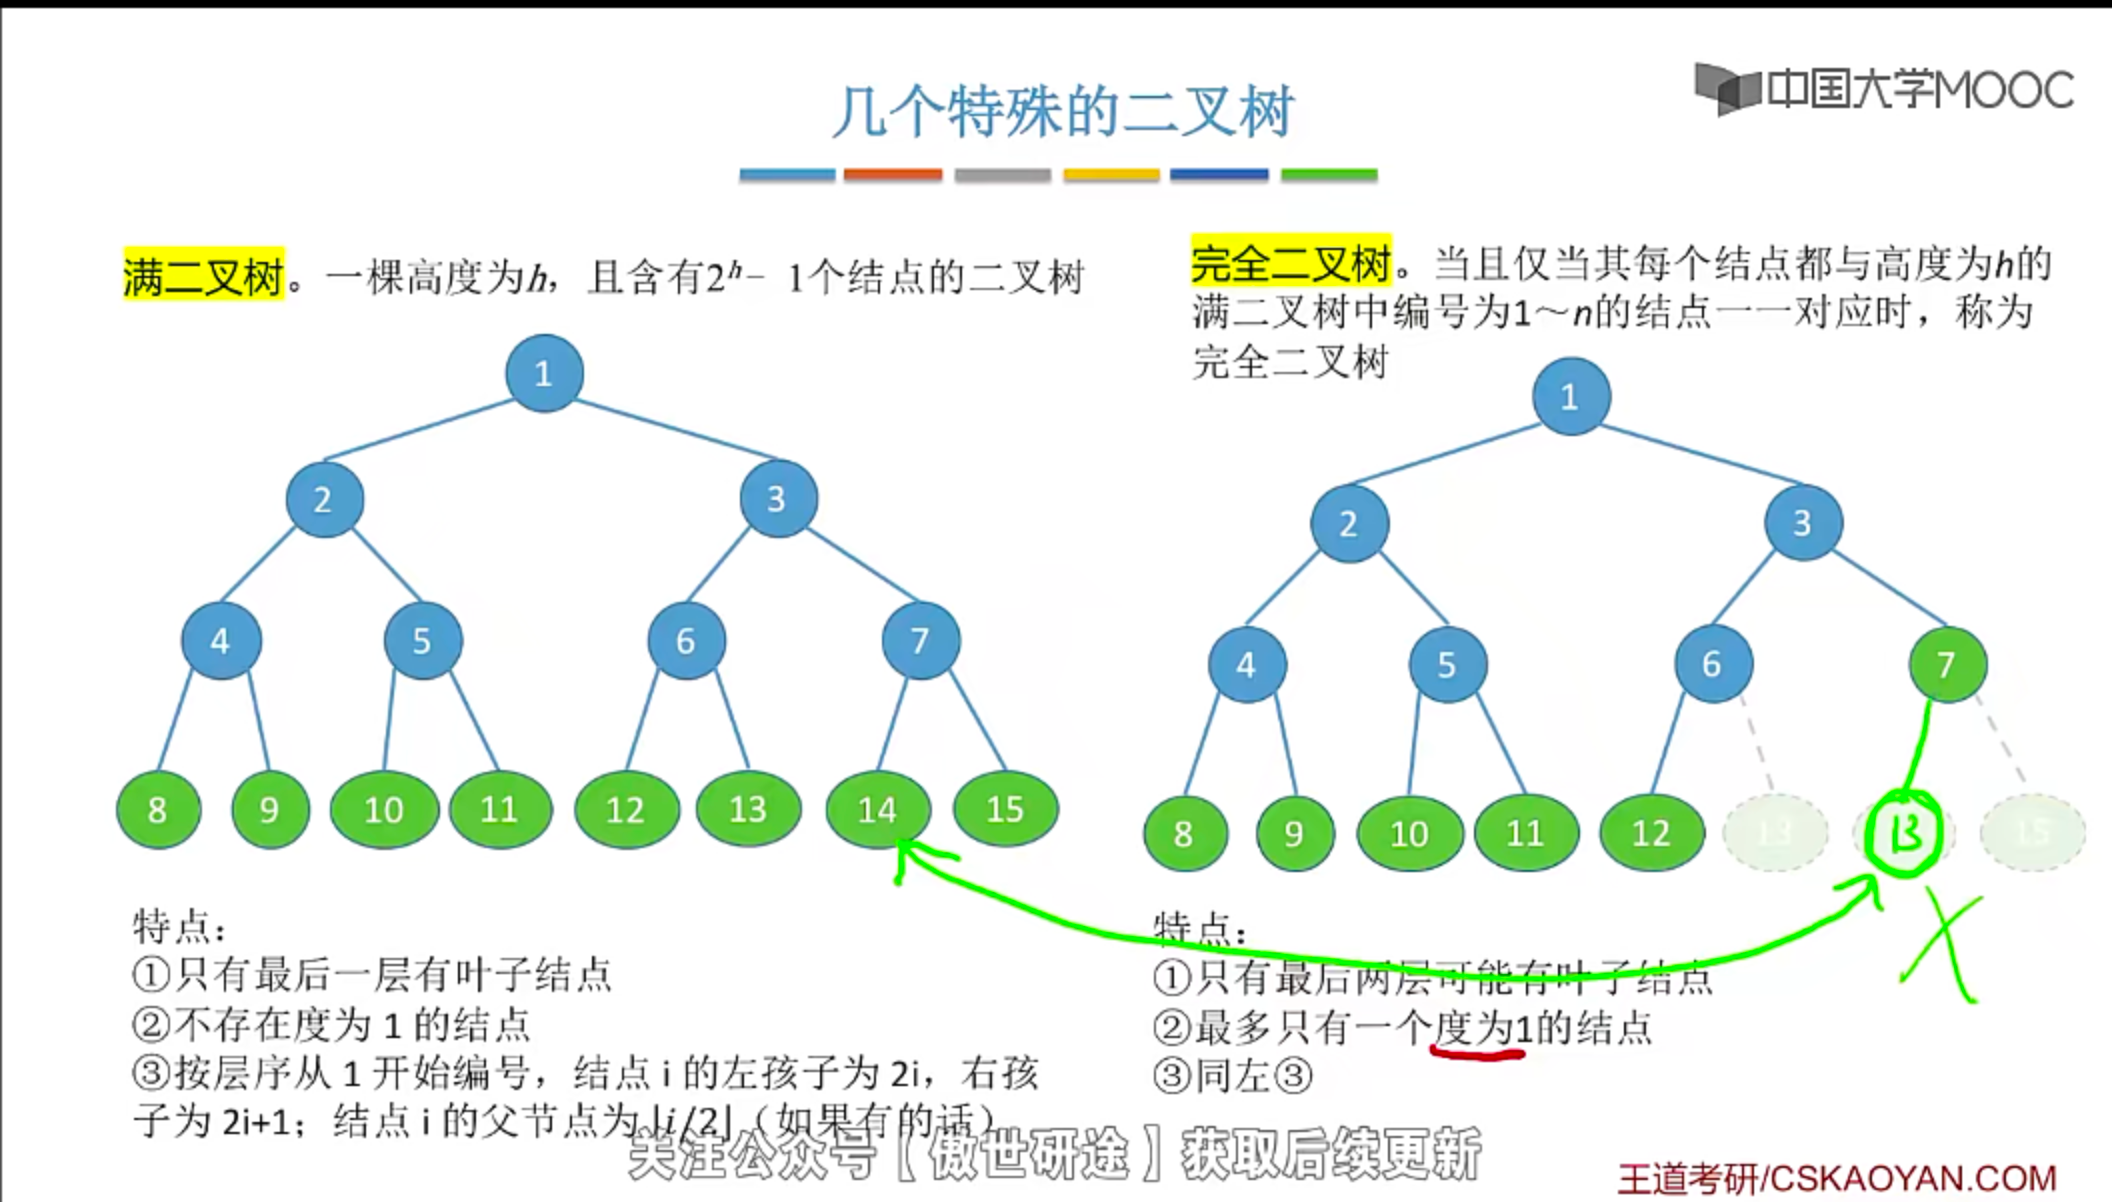 中国大学MOOC
几个特殊的二叉树
满二叉树。一棵高度为h，且含有2ʰ- 1个结点的二叉树
完全二叉树。当且仅当其每个结点都与高度为h的
满二叉树中编号为1～n的结点一一对应时，称为
完全二叉树
1
2 3
4 5 6 7
8 9 10 11 12 13 14 15
1
2 3
4 5 6 7
8 9 10 11 12 13 13 15
特点：
①只有最后一层有叶子结点
②不存在度为 1 的结点
③按层序从 1 开始编号，结点 i 的左孩子为 2i，右孩
子为 2i+1；结点 i 的父节点为⌊i/2⌋（如果有的话）
特点：
①只有最后两层可能有叶子结点
②最多只有一个度为1的结点
③同左③
X
关注公众号【傲世研途】获取后续更新
王道考研/CSKAOYAN.COM